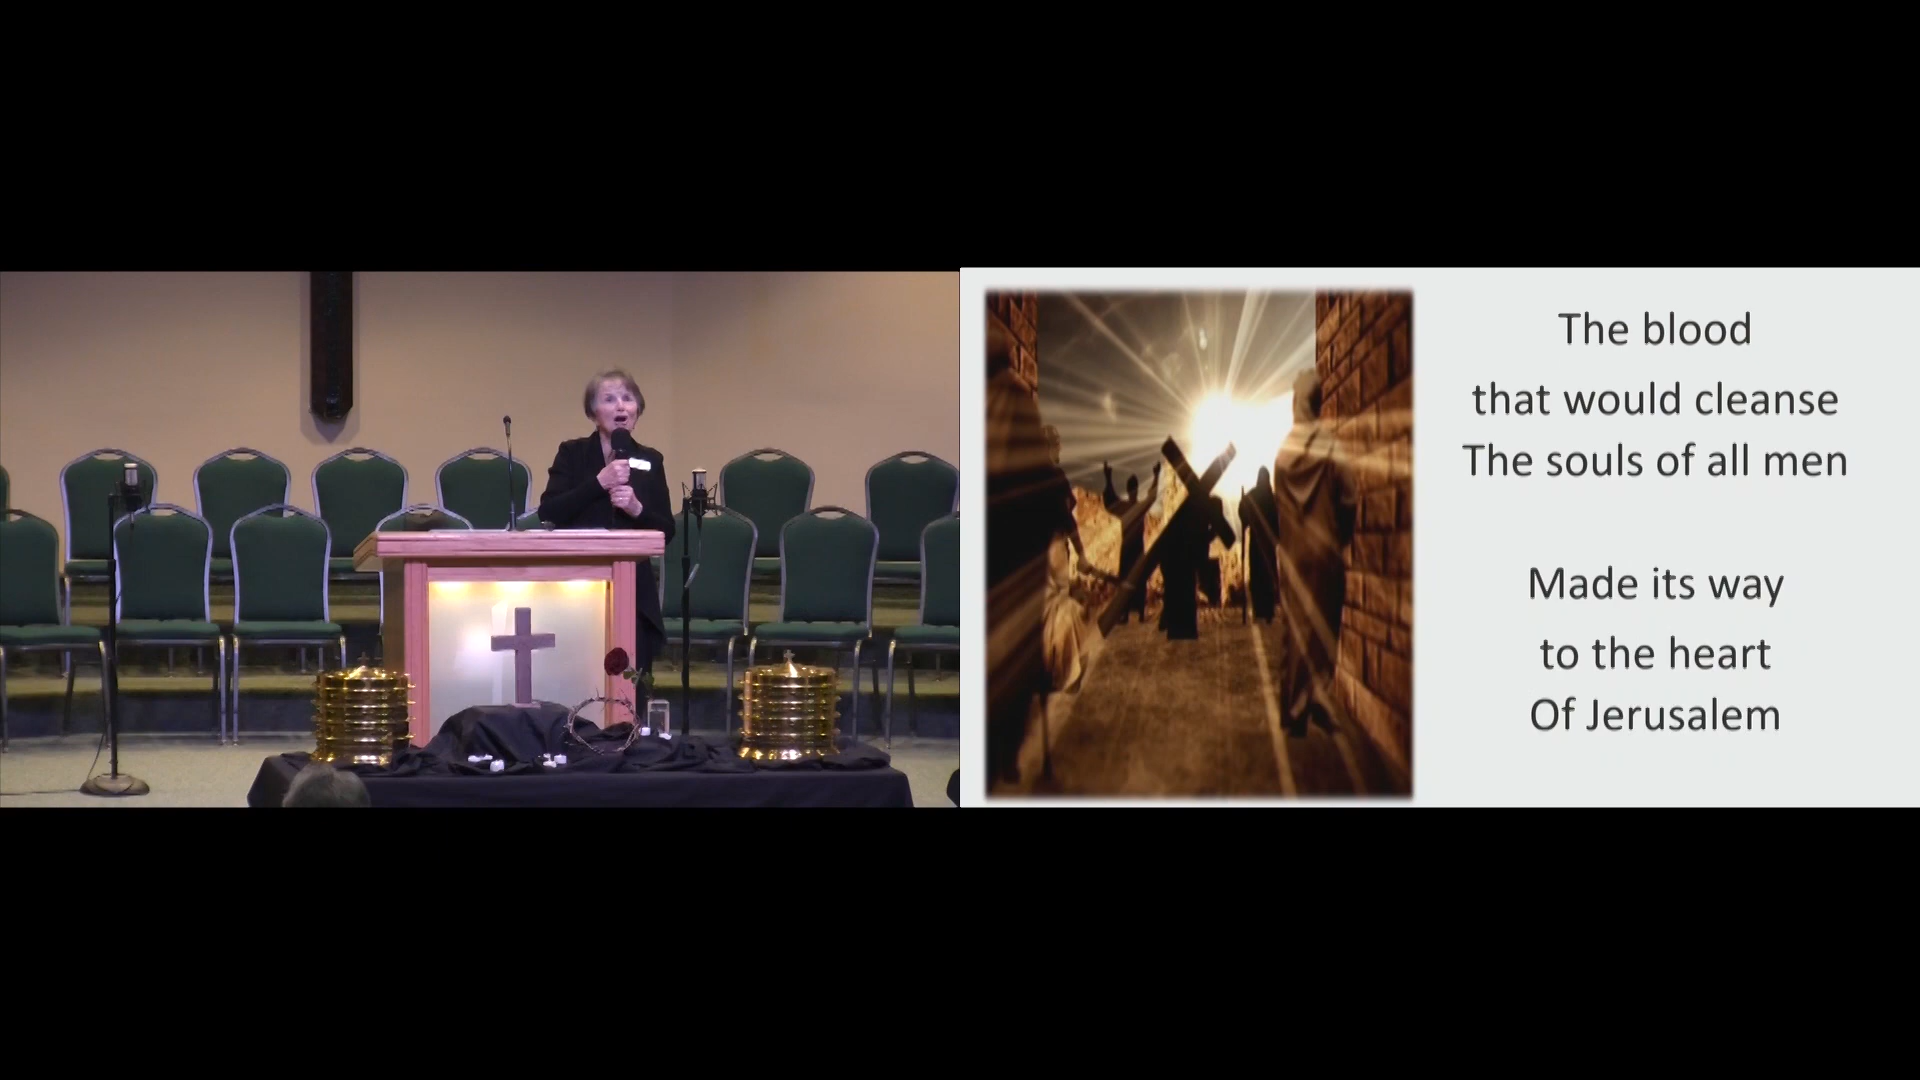 The blood
that would cleanse
The souls of all men
Made its way
to the heart
Of Jerusalem